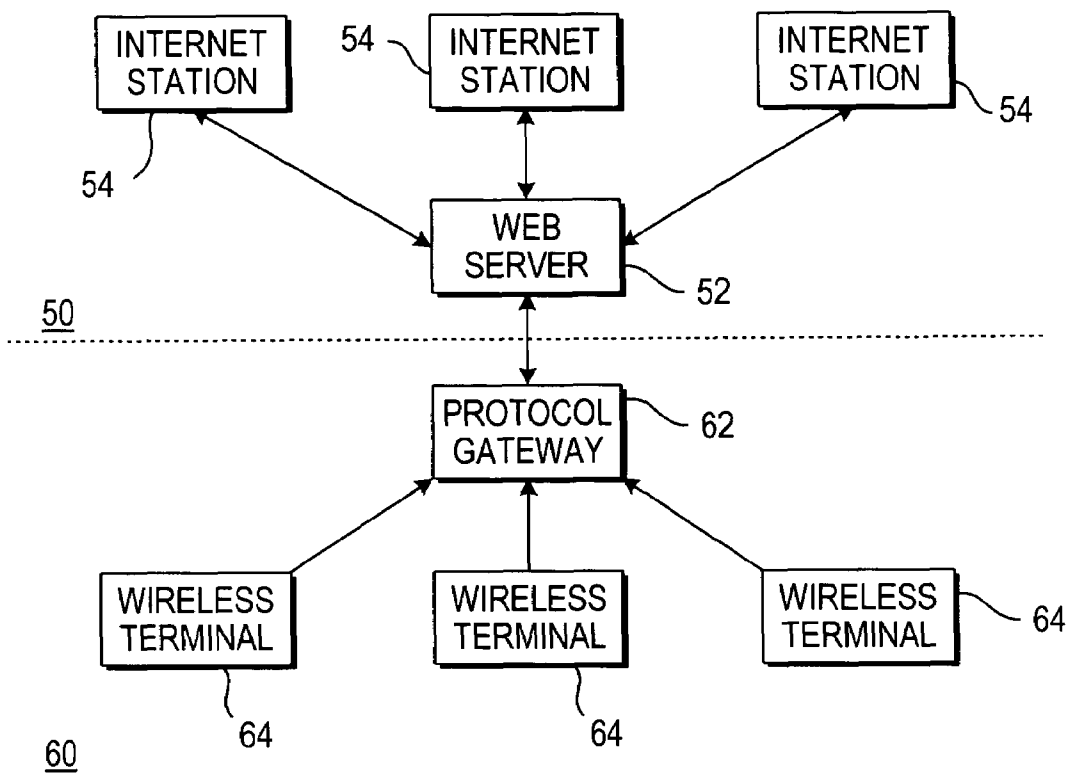 INTERNET
STATION
54
INTERNET
STATION
INTERNET
STATION
54
54
WEB
SERVER
52
50
PROTOCOL
GATEWAY
62
WIRELESS
TERMINAL
64
WIRELESS
TERMINAL
64
WIRELESS
TERMINAL
64
60